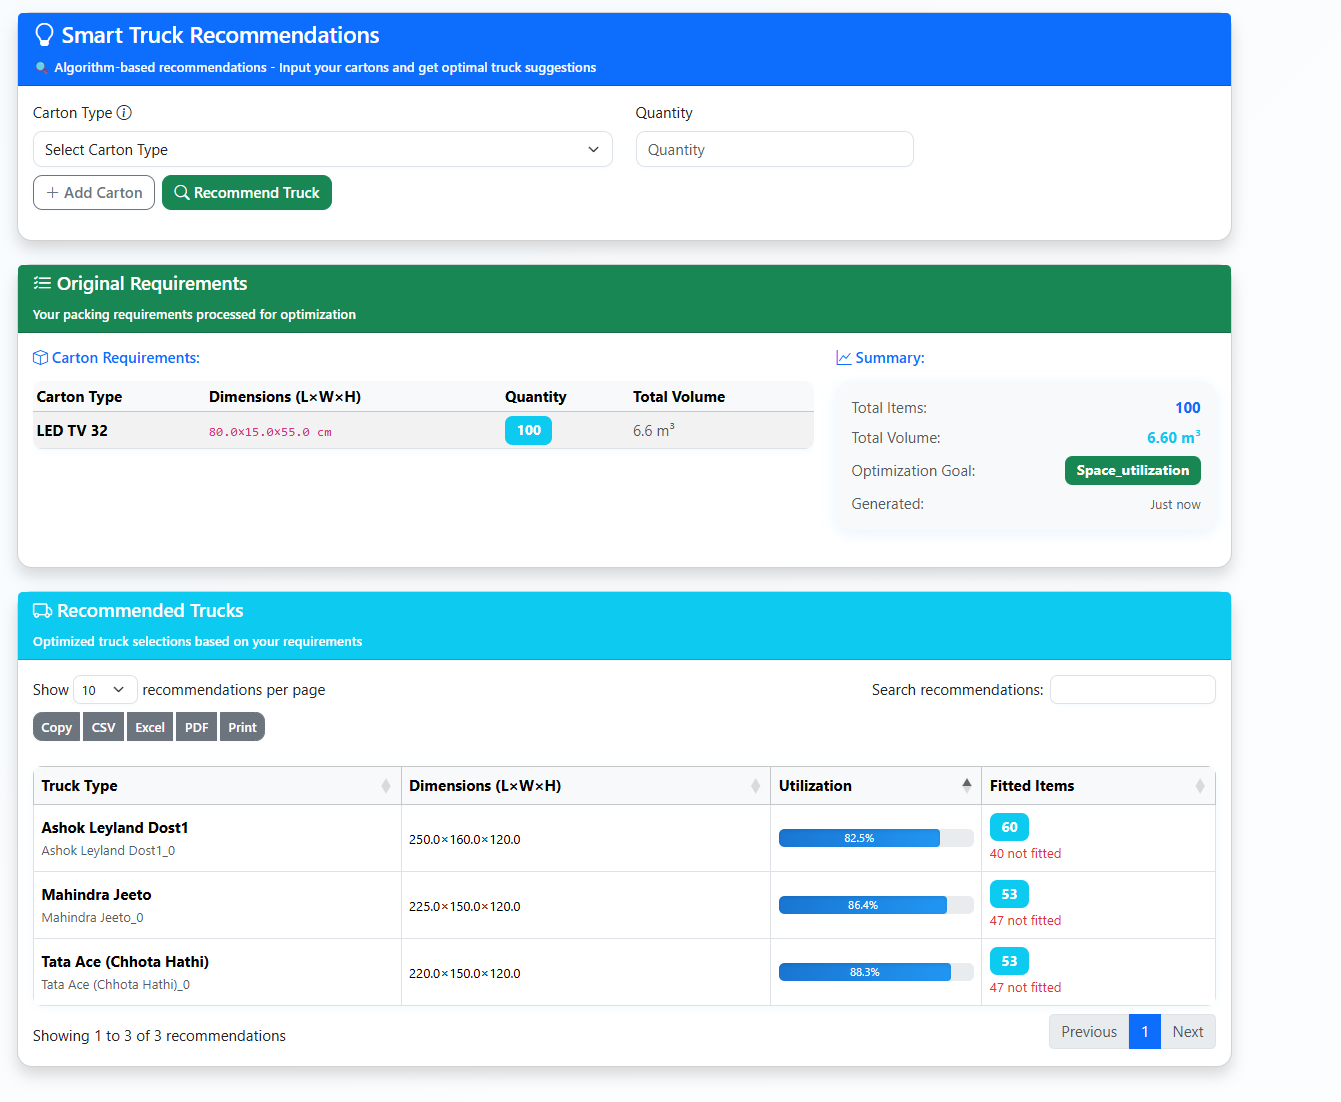 Smart Truck Recommendations
Algorithm-based recommendations - Input your cartons and get optimal truck suggestions
Carton Type
Quantity
Select Carton Type
Quantity
+ Add Carton
Recommend Truck
Original Requirements
Your packing requirements processed for optimization
Carton Requirements:
Carton Type Dimensions (L×W×H) Quantity Total Volume
LED TV 32 80.0×15.0×55.0 cm 100 6.6 m³
Summary:
Total Items: 100
Total Volume: 6.60 m³
Optimization Goal: Space_utilization
Generated: Just now
Recommended Trucks
Optimized truck selections based on your requirements
Show 10 recommendations per page
Search recommendations:
Copy CSV Excel PDF Print
Truck Type Dimensions (L×W×H) Utilization Fitted Items
Ashok Leyland Dost1
Ashok Leyland Dost1_0
250.0×160.0×120.0
82.5%
60
40 not fitted
Mahindra Jeeto
Mahindra Jeeto_0
225.0×150.0×120.0
86.4%
53
47 not fitted
Tata Ace (Chhota Hathi)
Tata Ace (Chhota Hathi)_0
220.0×150.0×120.0
88.3%
53
47 not fitted
Showing 1 to 3 of 3 recommendations
Previous 1 Next